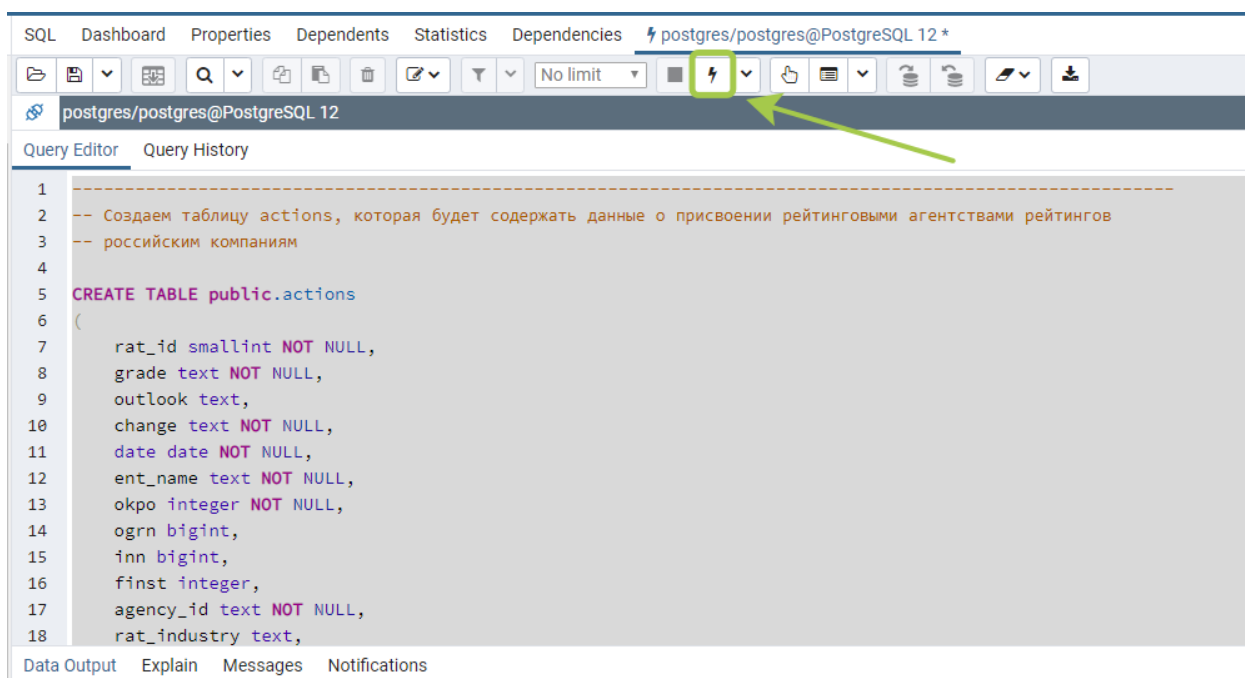 SQL Dashboard Properties Dependents Statistics Dependencies postgres/postgres@PostgreSQL 12 *
No limit
postgres/postgres@PostgreSQL 12
Query Editor Query History
1 ---------------------------------------------------------------------------------------------------------
2 -- Создаем таблицу actions, которая будет содержать данные о присвоении рейтинговыми агентствами рейтингов
3 -- российским компаниям
4
5 CREATE TABLE public.actions
6 (
7 rat_id smallint NOT NULL,
8 grade text NOT NULL,
9 outlook text,
10 change text NOT NULL,
11 date date NOT NULL,
12 ent_name text NOT NULL,
13 okpo integer NOT NULL,
14 ogrn bigint,
15 inn bigint,
16 finst integer,
17 agency_id text NOT NULL,
18 rat_industry text,
Data Output Explain Messages Notifications